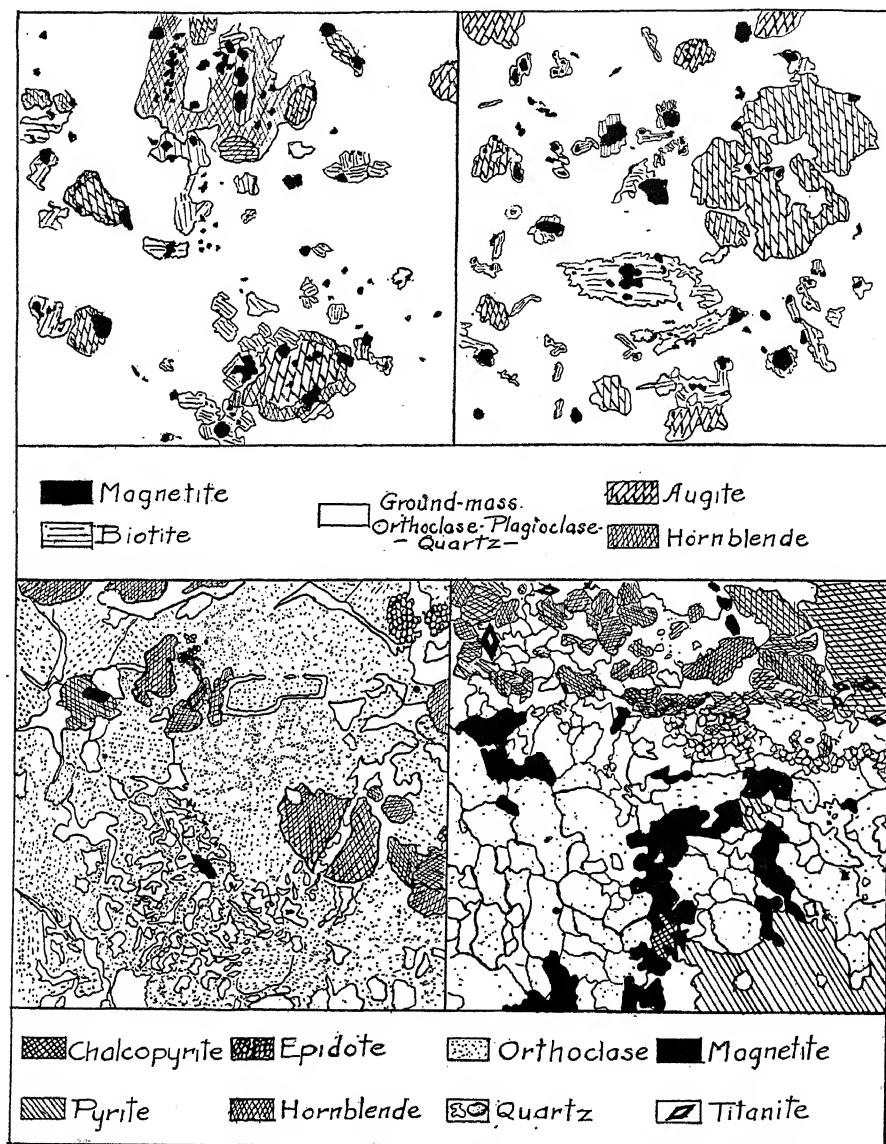 Magnetite
Biotite
Ground-mass.
Orthoclase-Plagioclase-
- Quartz -
Augite
Hornblende
Chalcopyrite Epidote Orthoclase Magnetite
Pyrite Hornblende Quartz Titanite